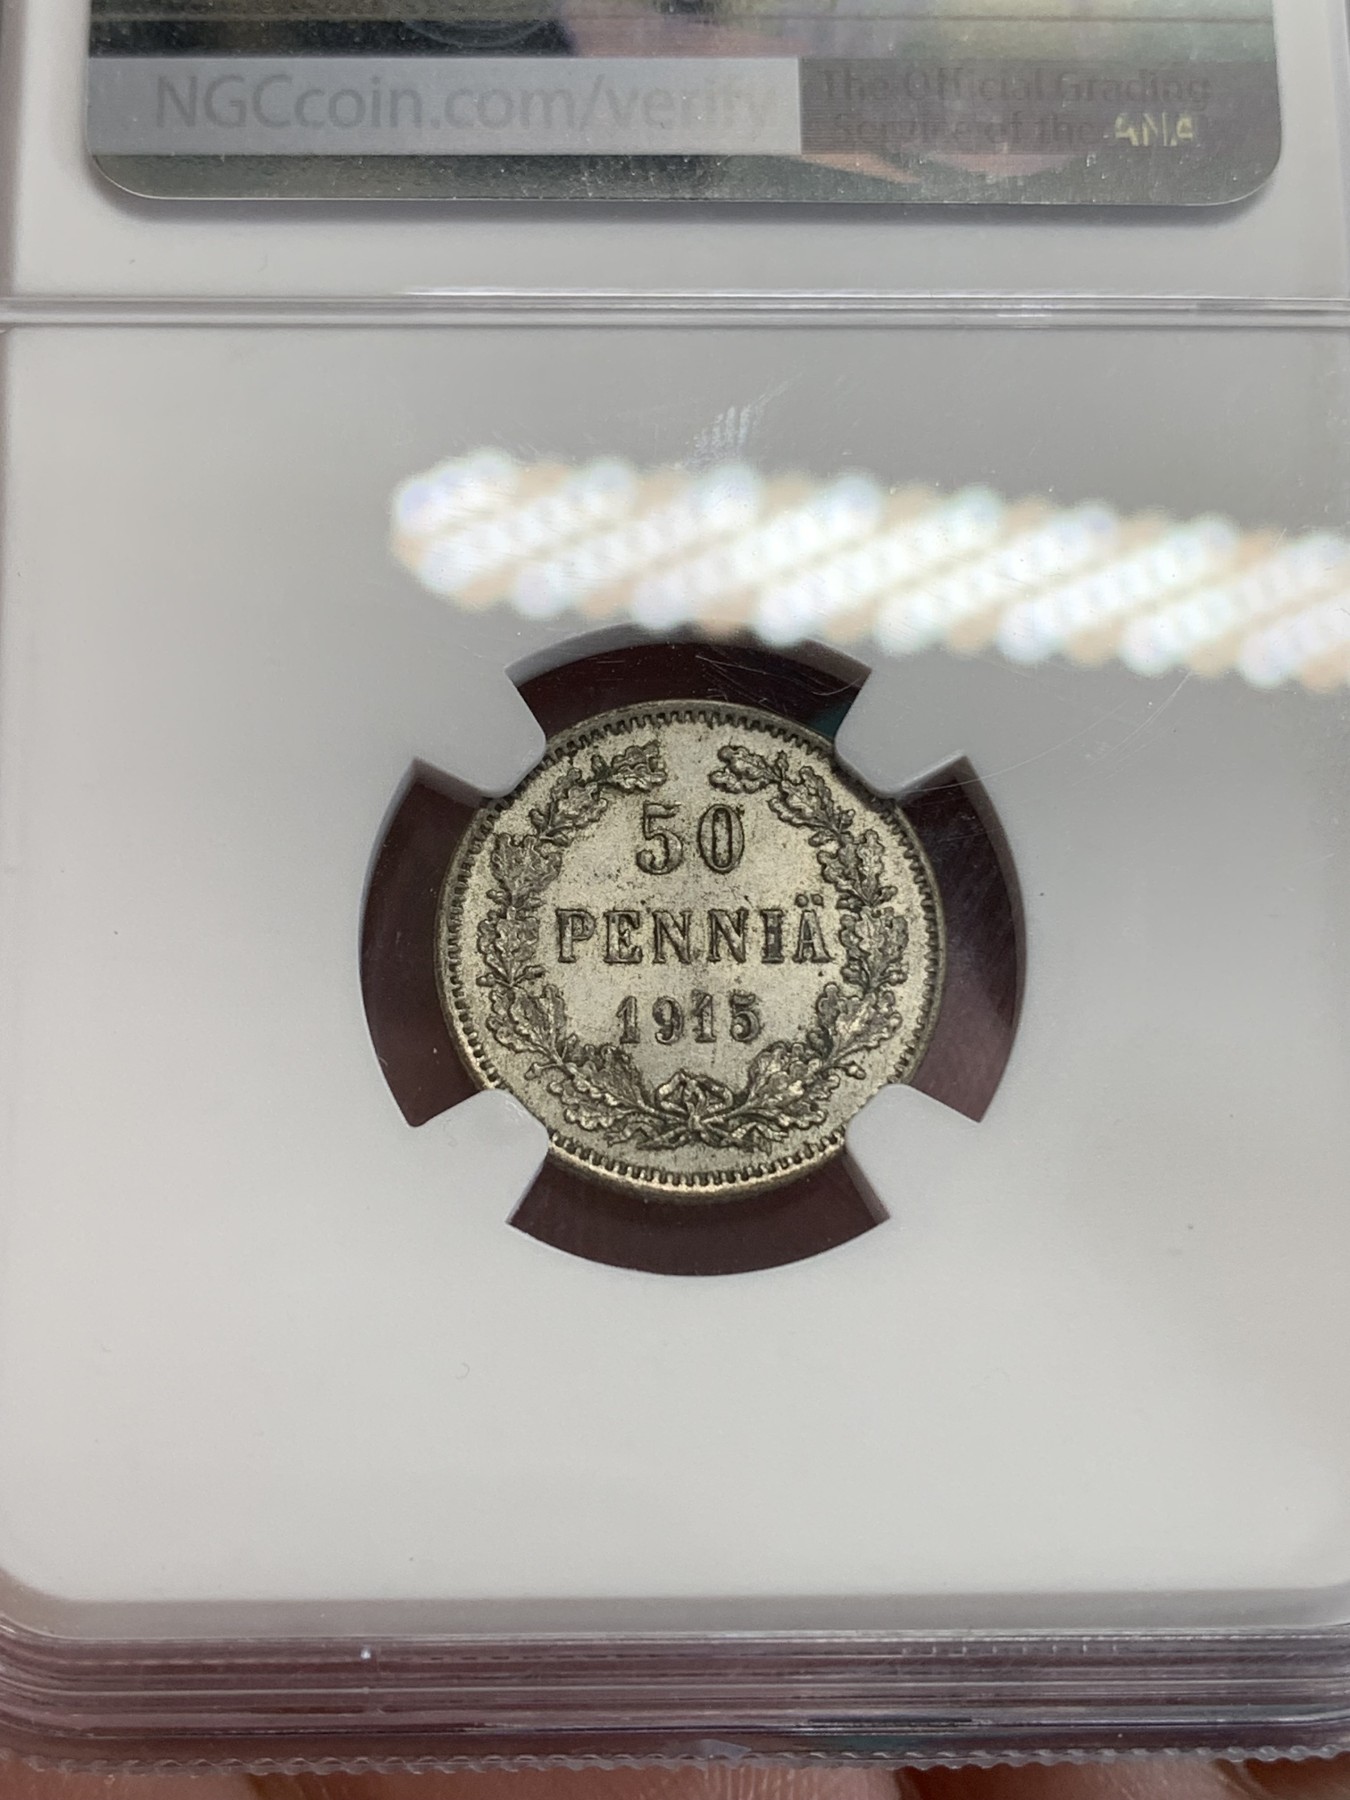 NGCcoin.com/verify
The Official Grading
Service of the ANA
50
PENNIÄ
1915